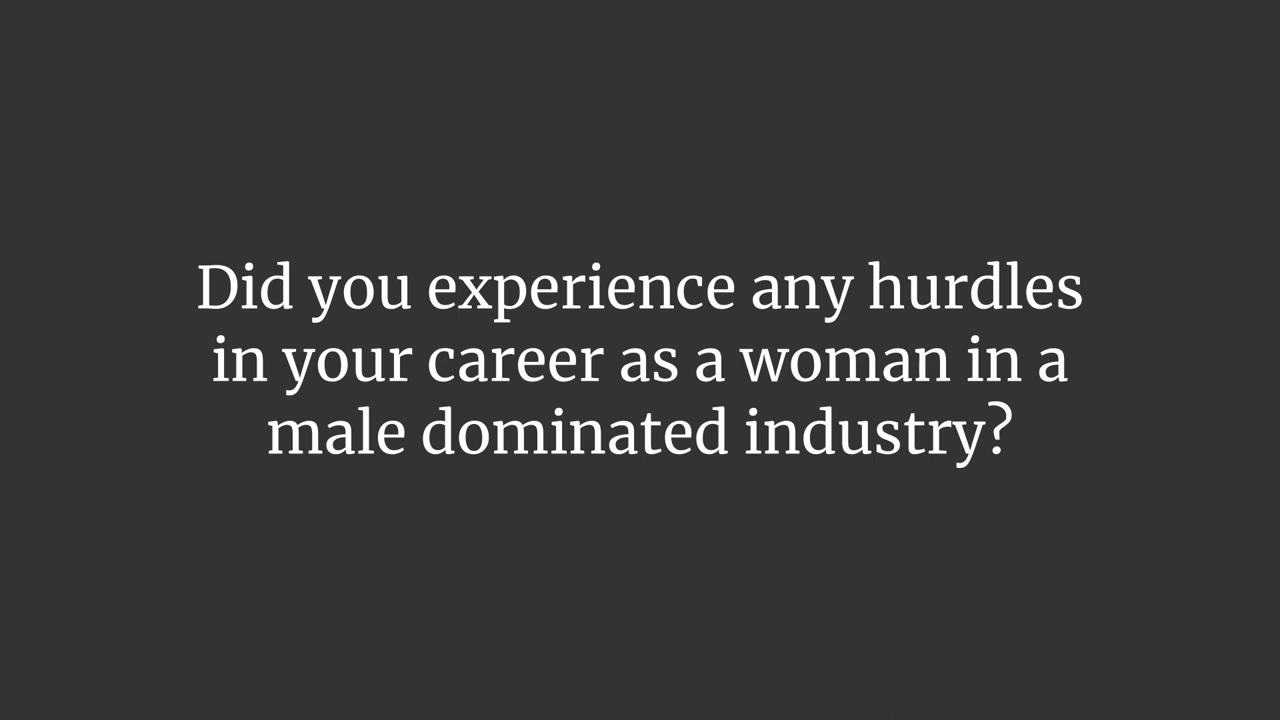 Did you experience any hurdles
in your career as a woman in a
male dominated industry?